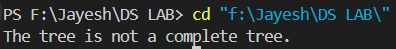 PS F:\Jayesh\DS LAB> cd "f:\Jayesh\DS LAB\"
The tree is not a complete tree.